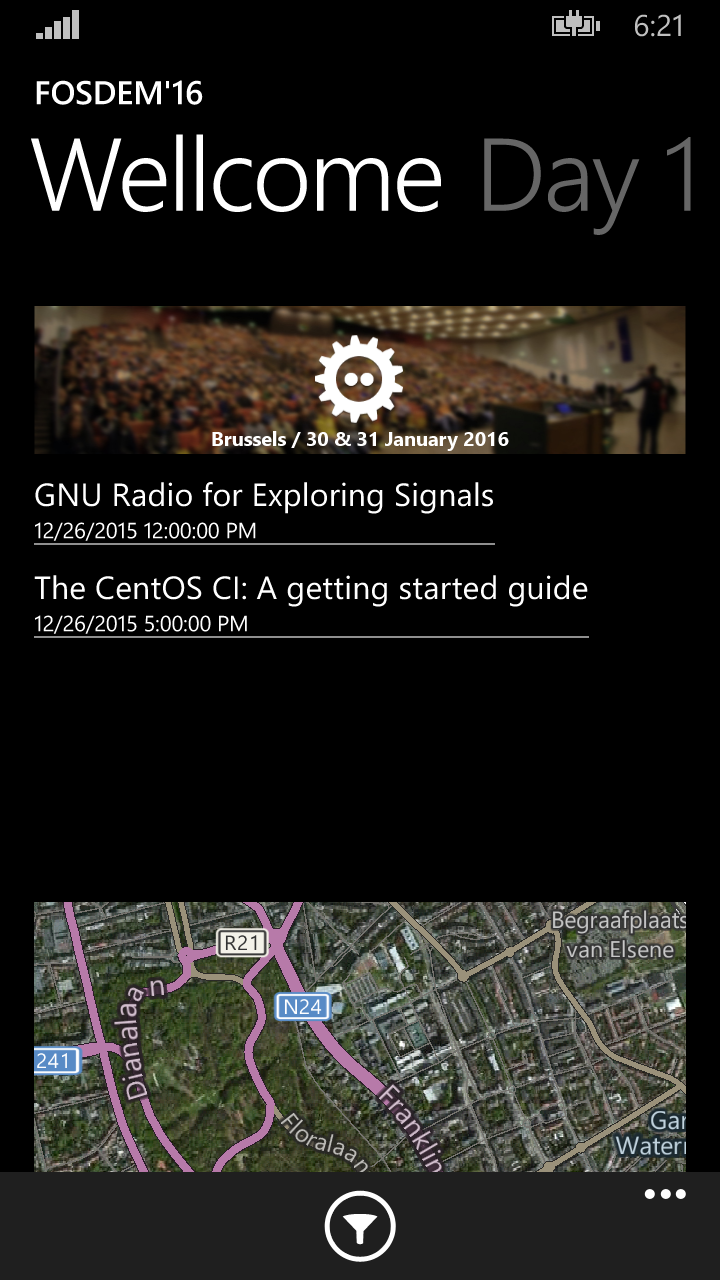 6:21
FOSDEM'16
Wellcome Day 1
Brussels / 30 & 31 January 2016
GNU Radio for Exploring Signals
12/26/2015 12:00:00 PM
The CentOS CI: A getting started guide
12/26/2015 5:00:00 PM
Begraafplaats
van Elsene
R21
N24
Dianalaan
241
Franklin
Floralaan
Gar
Waterm